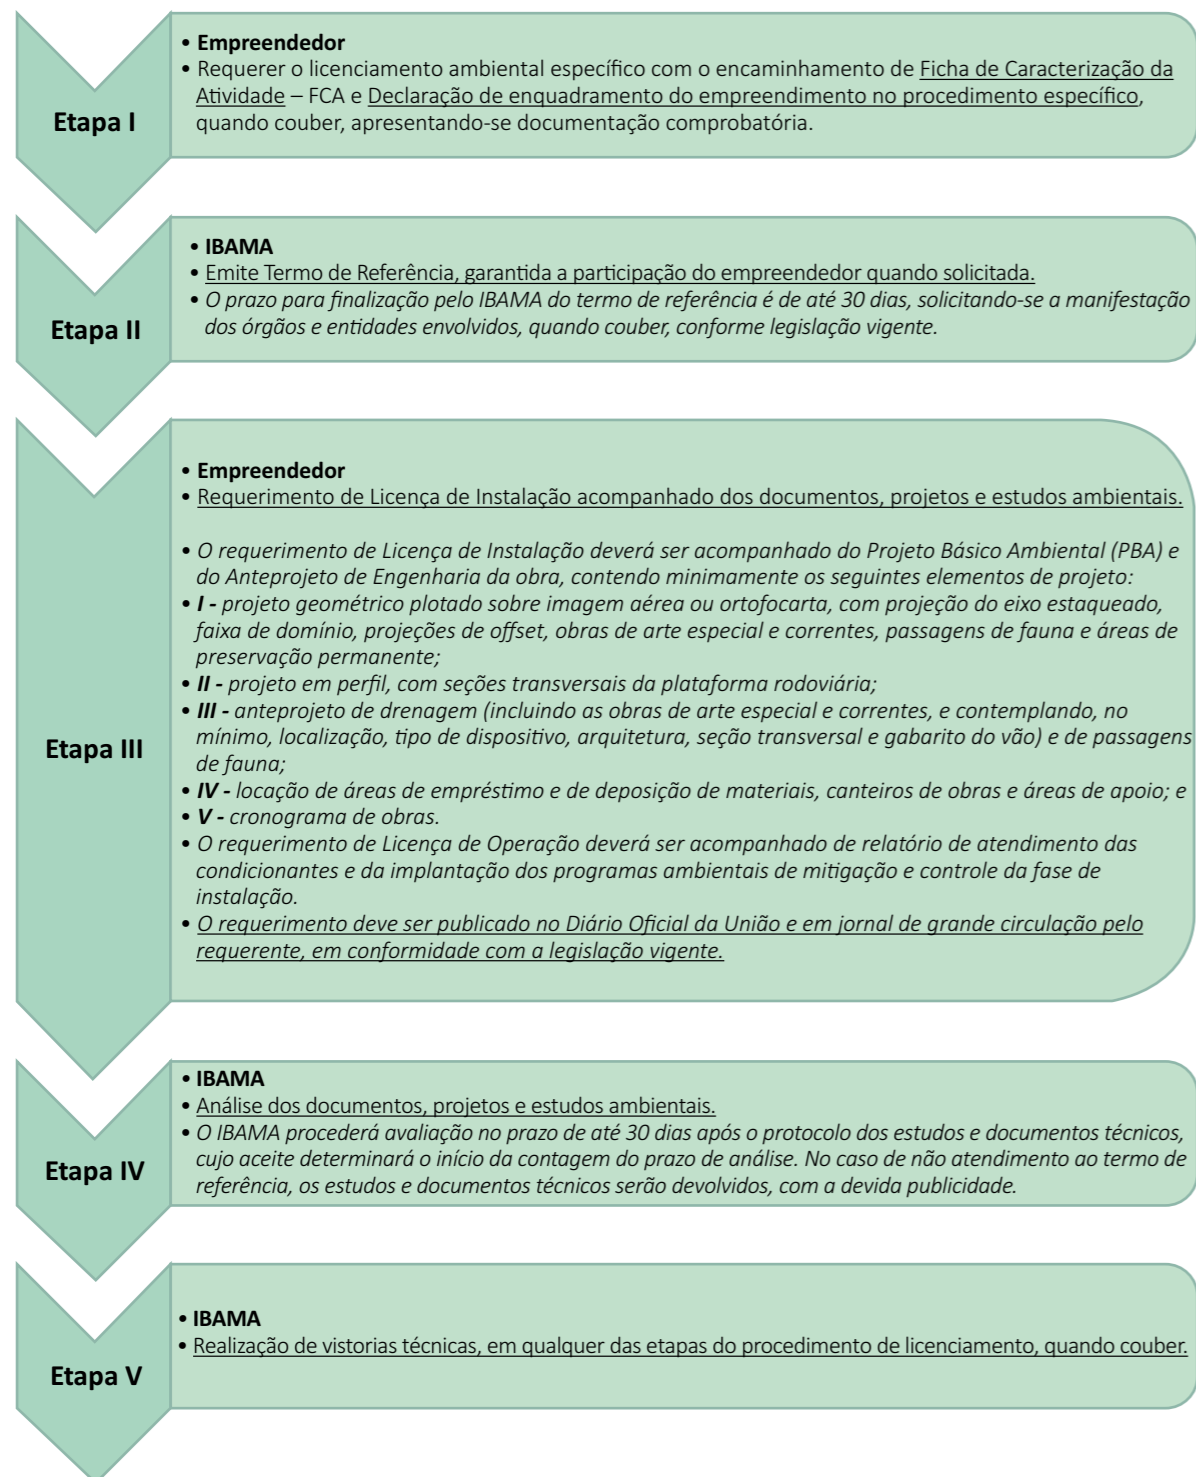 Etapa I
• Empreendedor
• Requerer o licenciamento ambiental específico com o encaminhamento de Ficha de Caracterização da
Atividade – FCA e Declaração de enquadramento do empreendimento no procedimento específico,
quando couber, apresentando-se documentação comprobatória.
Etapa II
• IBAMA
• Emite Termo de Referência, garantida a participação do empreendedor quando solicitada.
• O prazo para finalização pelo IBAMA do termo de referência é de até 30 dias, solicitando-se a manifestação
dos órgãos e entidades envolvidos, quando couber, conforme legislação vigente.
Etapa III
• Empreendedor
• Requerimento de Licença de Instalação acompanhado dos documentos, projetos e estudos ambientais.
• O requerimento de Licença de Instalação deverá ser acompanhado do Projeto Básico Ambiental (PBA) e
do Anteprojeto de Engenharia da obra, contendo minimamente os seguintes elementos de projeto:
• I - projeto geométrico plotado sobre imagem aérea ou ortofocarta, com projeção do eixo estaqueado,
faixa de domínio, projeções de offset, obras de arte especial e correntes, passagens de fauna e áreas de
preservação permanente;
• II - projeto em perfil, com seções transversais da plataforma rodoviária;
• III - anteprojeto de drenagem (incluindo as obras de arte especial e correntes, e contemplando, no
mínimo, localização, tipo de dispositivo, arquitetura, seção transversal e gabarito do vão) e de passagens
de fauna;
• IV - locação de áreas de empréstimo e de deposição de materiais, canteiros de obras e áreas de apoio; e
• V - cronograma de obras.
• O requerimento de Licença de Operação deverá ser acompanhado de relatório de atendimento das
condicionantes e da implantação dos programas ambientais de mitigação e controle da fase de
instalação.
• O requerimento deve ser publicado no Diário Oficial da União e em jornal de grande circulação pelo
requerente, em conformidade com a legislação vigente.
Etapa IV
• IBAMA
• Análise dos documentos, projetos e estudos ambientais.
• O IBAMA procederá avaliação no prazo de até 30 dias após o protocolo dos estudos e documentos técnicos,
cujo aceite determinará o início da contagem do prazo de análise. No caso de não atendimento ao termo de
referência, os estudos e documentos técnicos serão devolvidos, com a devida publicidade.
Etapa V
• IBAMA
• Realização de vistorias técnicas, em qualquer das etapas do procedimento de licenciamento, quando couber.